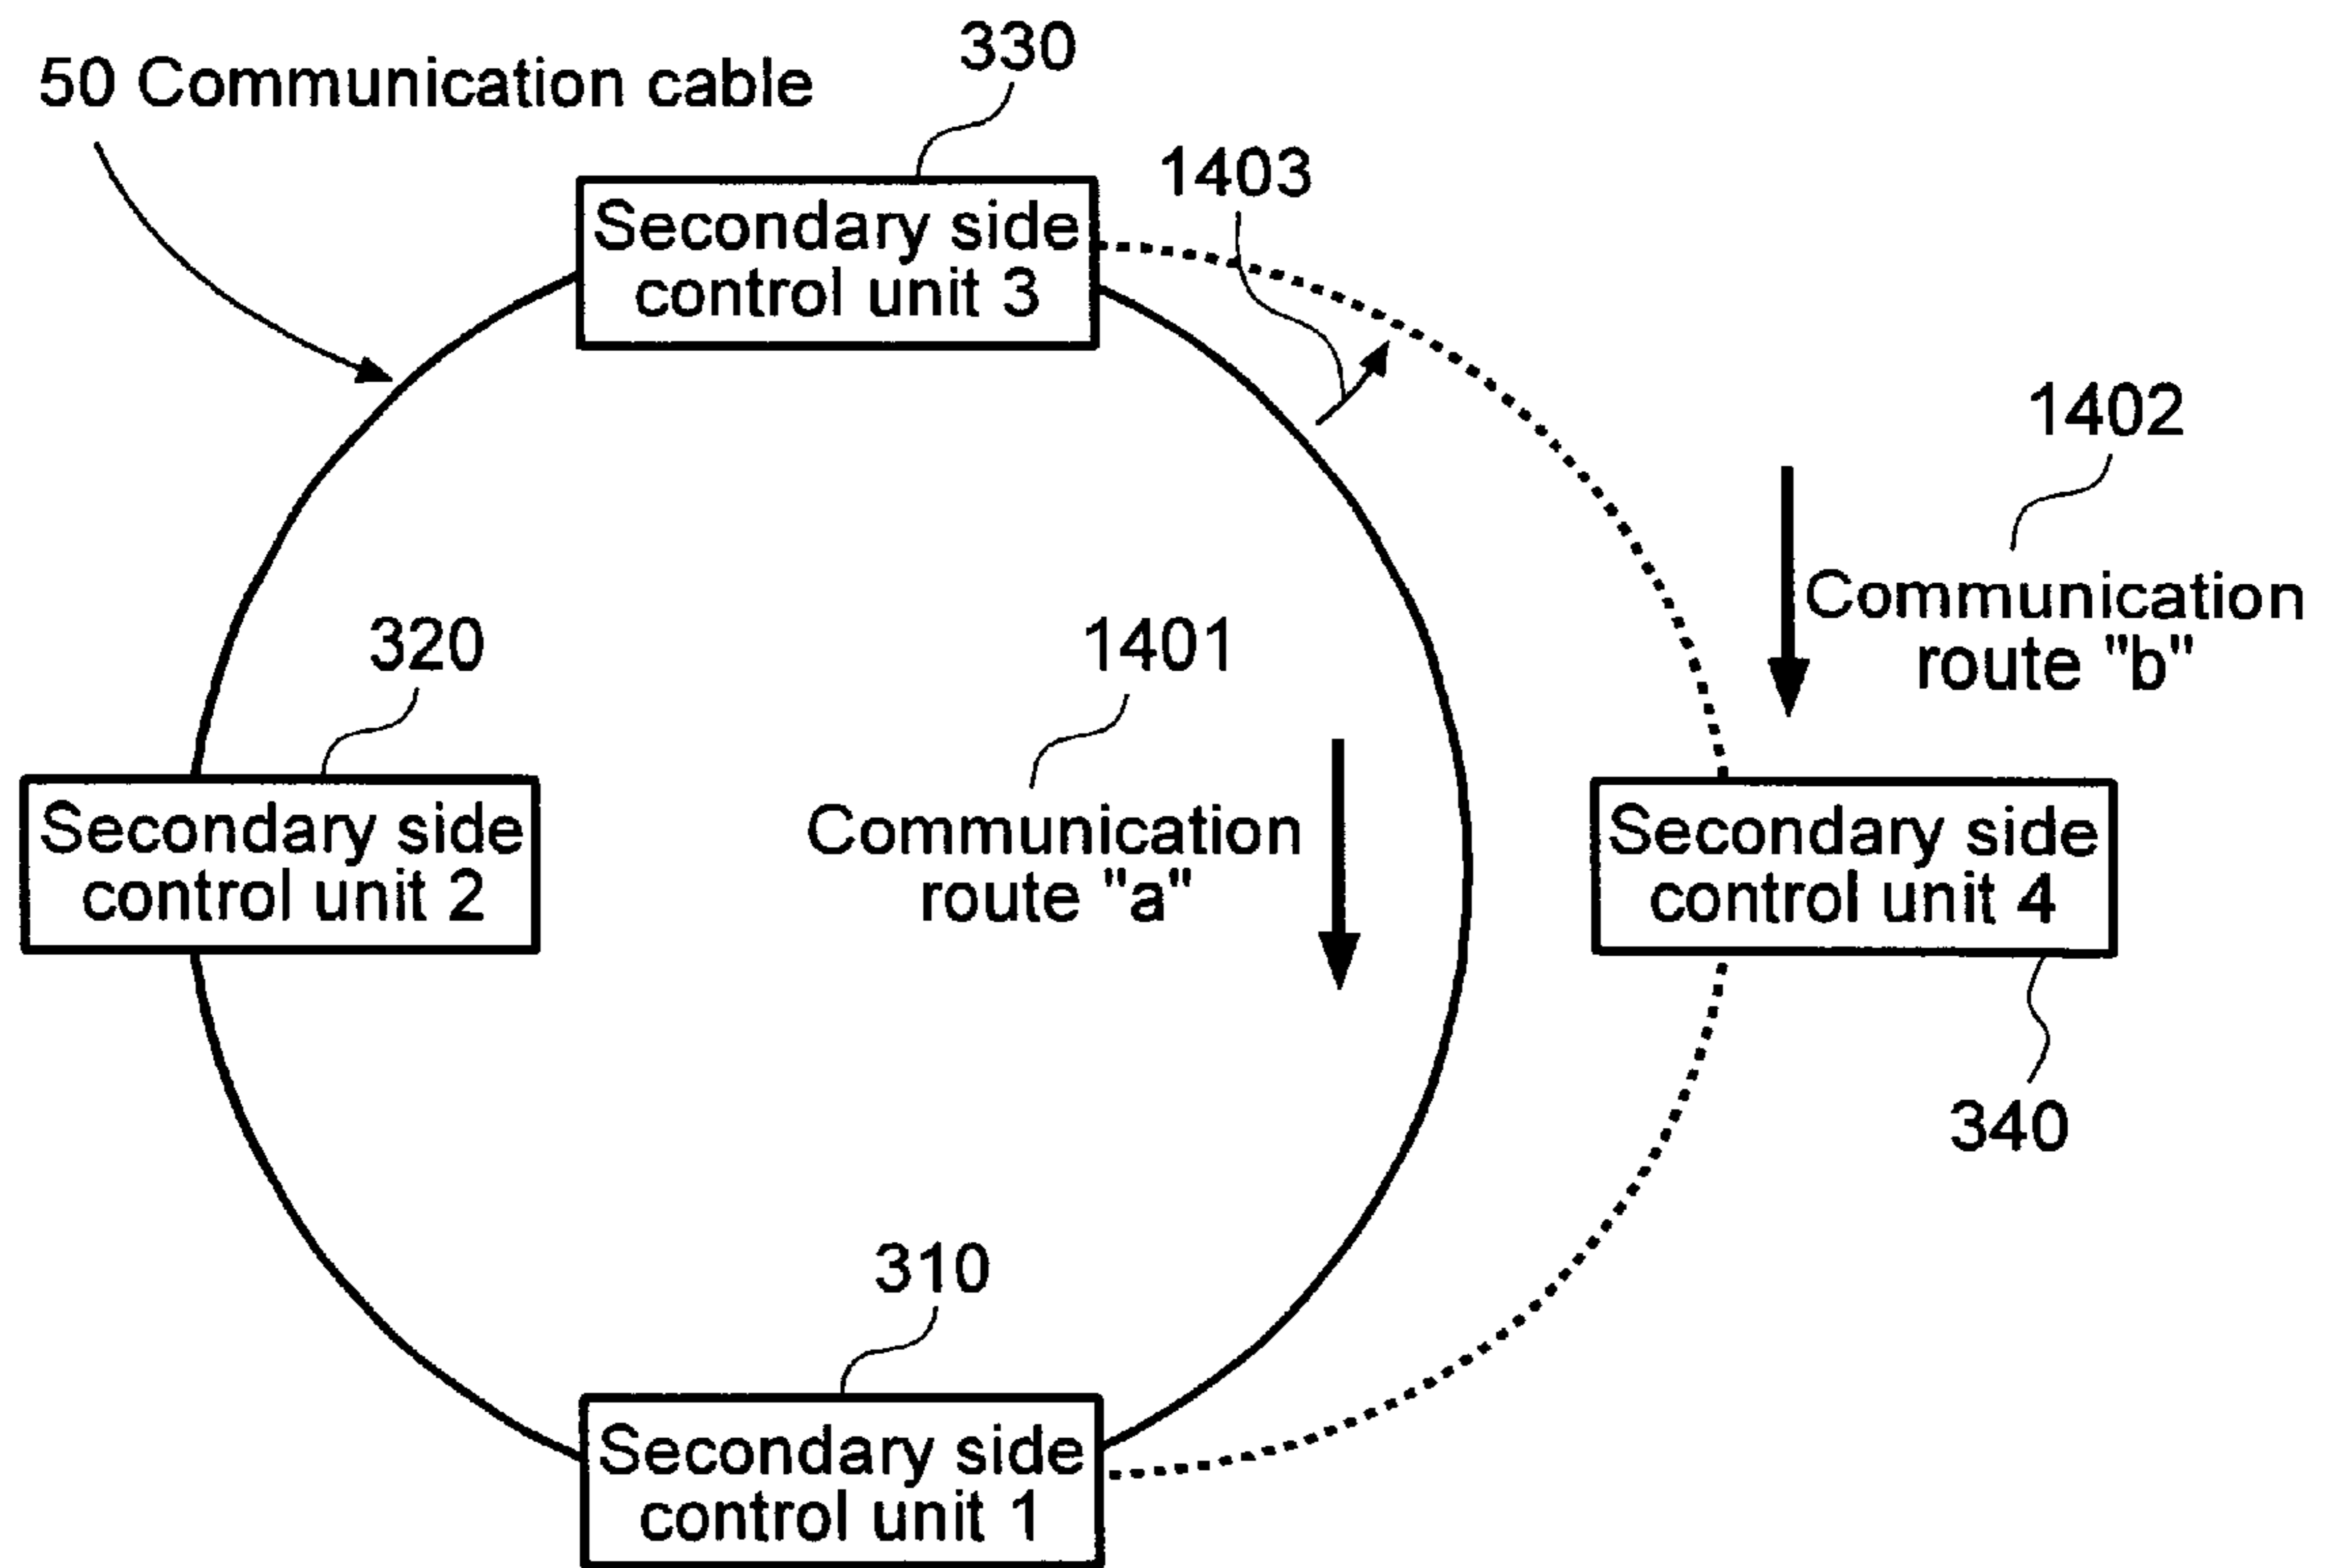 330
50 Communication cable
1403
Secondary side
control unit 3
1402
Communication
route "b"
320
1401
Secondary side
control unit 2
Communication
route "a"
Secondary side
control unit 4
340
310
Secondary side
control unit 1